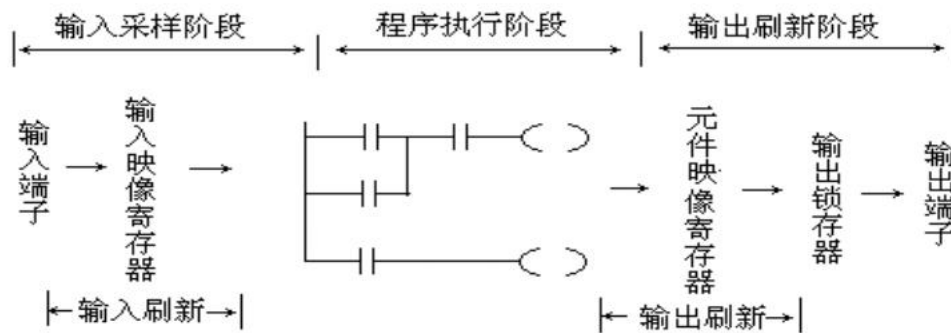 输入采样阶段
程序执行阶段
输出刷新阶段
输入端子
输入映像寄存器
元件映像寄存器
输出锁存器
输出端子
输入刷新
输出刷新